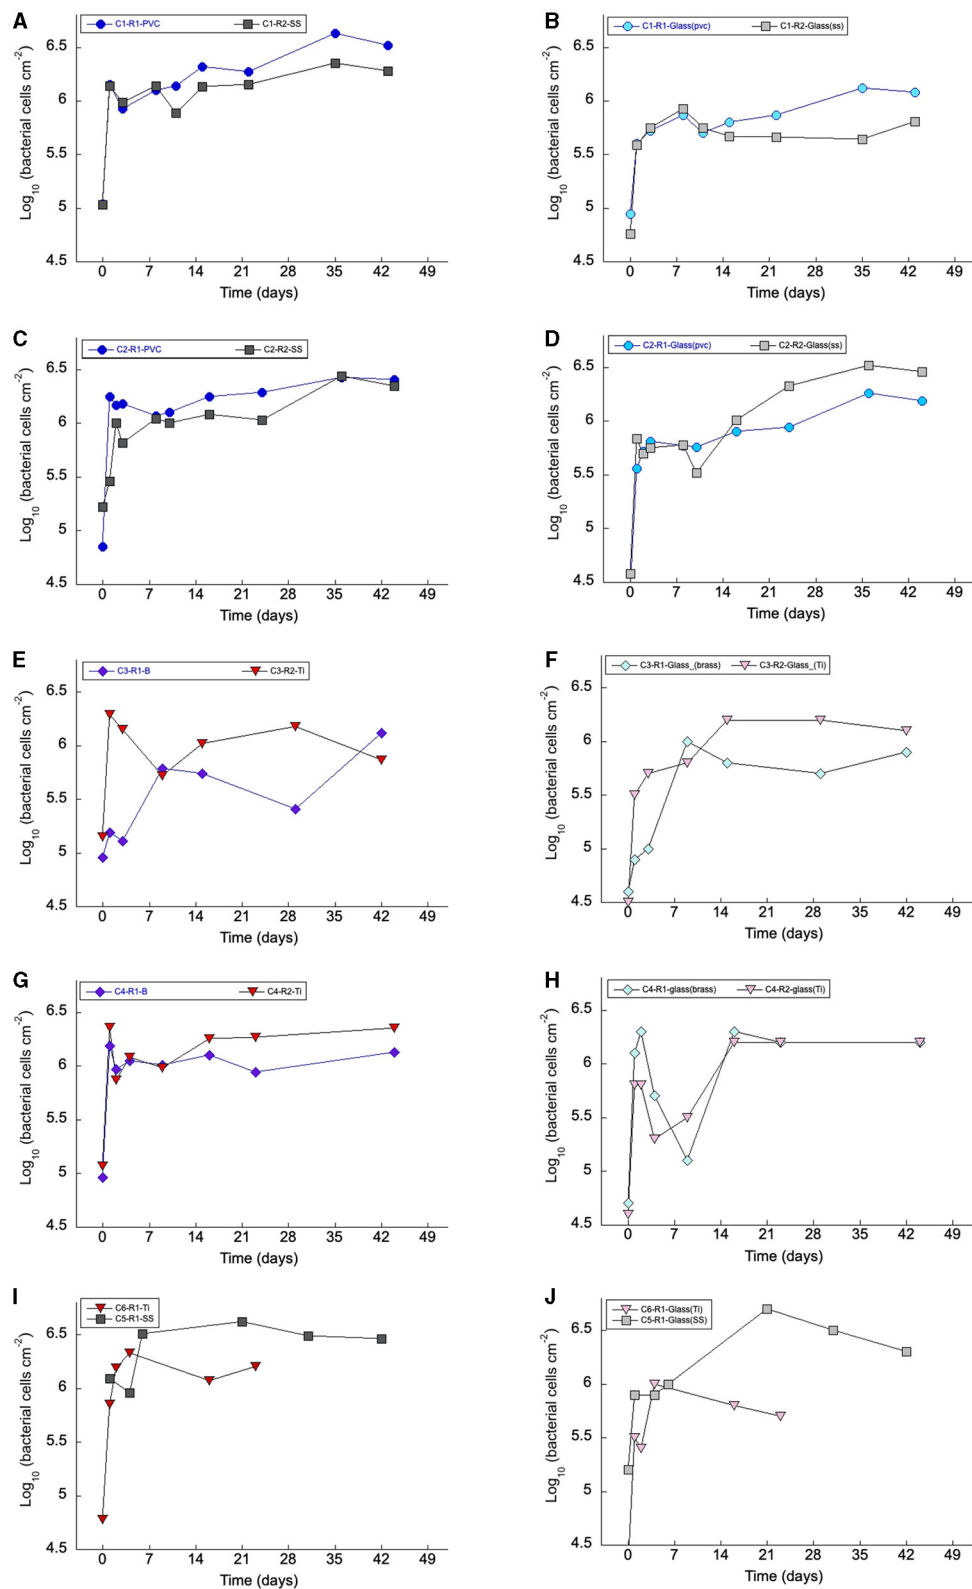 A
C1-R1-PVC C1-R2-SS
6.5
6
5.5
5
4.5
Log10 (bacterial cells cm-2)
0 7 14 21 28 35 42 49
Time (days)
B
C1-R1-Glass(pvc) C1-R2-Glass(ss)
6.5
6
5.5
5
4.5
Log10 (bacterial cells cm-2)
0 7 14 21 28 35 42 49
Time (days)
C
C2-R1-PVC C2-R2-SS
6.5
6
5.5
5
4.5
Log10 (bacterial cells cm-2)
0 7 14 21 28 35 42 49
Time (days)
D
C2-R1-Glass(pvc) C2-R2-Glass(ss)
6.5
6
5.5
5
4.5
Log10 (bacterial cells cm-2)
0 7 14 21 28 35 42 49
Time (days)
E
C3-R1-B C3-R2-Ti
6.5
6
5.5
5
4.5
Log10 (bacterial cells cm-2)
0 7 14 21 28 35 42 49
Time (days)
F
C3-R1-Glass_(brass) C3-R2-Glass_(Ti)
6.5
6
5.5
5
4.5
Log10 (bacterial cells cm-2)
0 7 14 21 28 35 42 49
Time (days)
G
C4-R1-B C4-R2-Ti
6.5
6
5.5
5
4.5
Log10 (bacterial cells cm-2)
0 7 14 21 28 35 42 49
Time (days)
H
C4-R1-glass(brass) C4-R2-glass(Ti)
6.5
6
5.5
5
4.5
Log10 (bacterial cells cm-2)
0 7 14 21 28 35 42 49
Time (days)
I
C6-R1-Ti
C5-R1-SS
6.5
6
5.5
5
4.5
Log10 (bacterial cells cm-2)
0 7 14 21 28 35 42 49
Time (days)
J
C6-R1-Glass(Ti)
C5-R1-Glass(SS)
6.5
6
5.5
5
4.5
Log10 (bacterial cells cm-2)
0 7 14 21 28 35 42 49
Time (days)